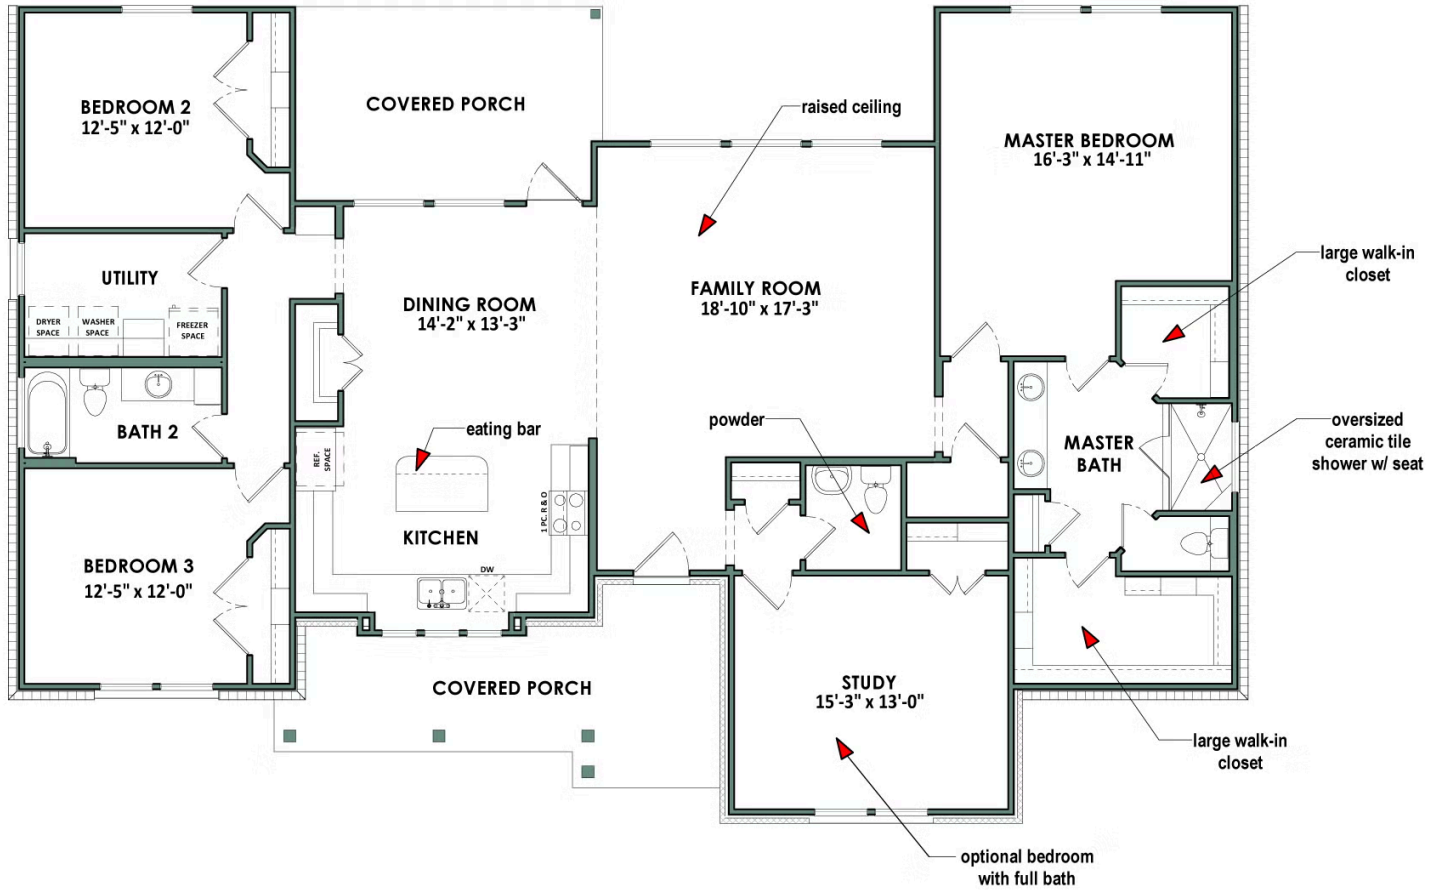 BEDROOM 2
12'-5" x 12'-0"
COVERED PORCH
raised ceiling
MASTER BEDROOM
16'-3" x 14'-11"
large walk-in
closet
UTILITY
DRYER
SPACE
WASHER
SPACE
FREEZER
SPACE
DINING ROOM
14'-2" x 13'-3"
FAMILY ROOM
18'-10" x 17'-3"
BATH 2
REF.
SPACE
eating bar
powder
MASTER
BATH
oversized
ceramic tile
shower w/ seat
KITCHEN
1 PC. R & O
DW
BEDROOM 3
12'-5" x 12'-0"
COVERED PORCH
STUDY
15'-3" x 13'-0"
large walk-in
closet
optional bedroom
with full bath